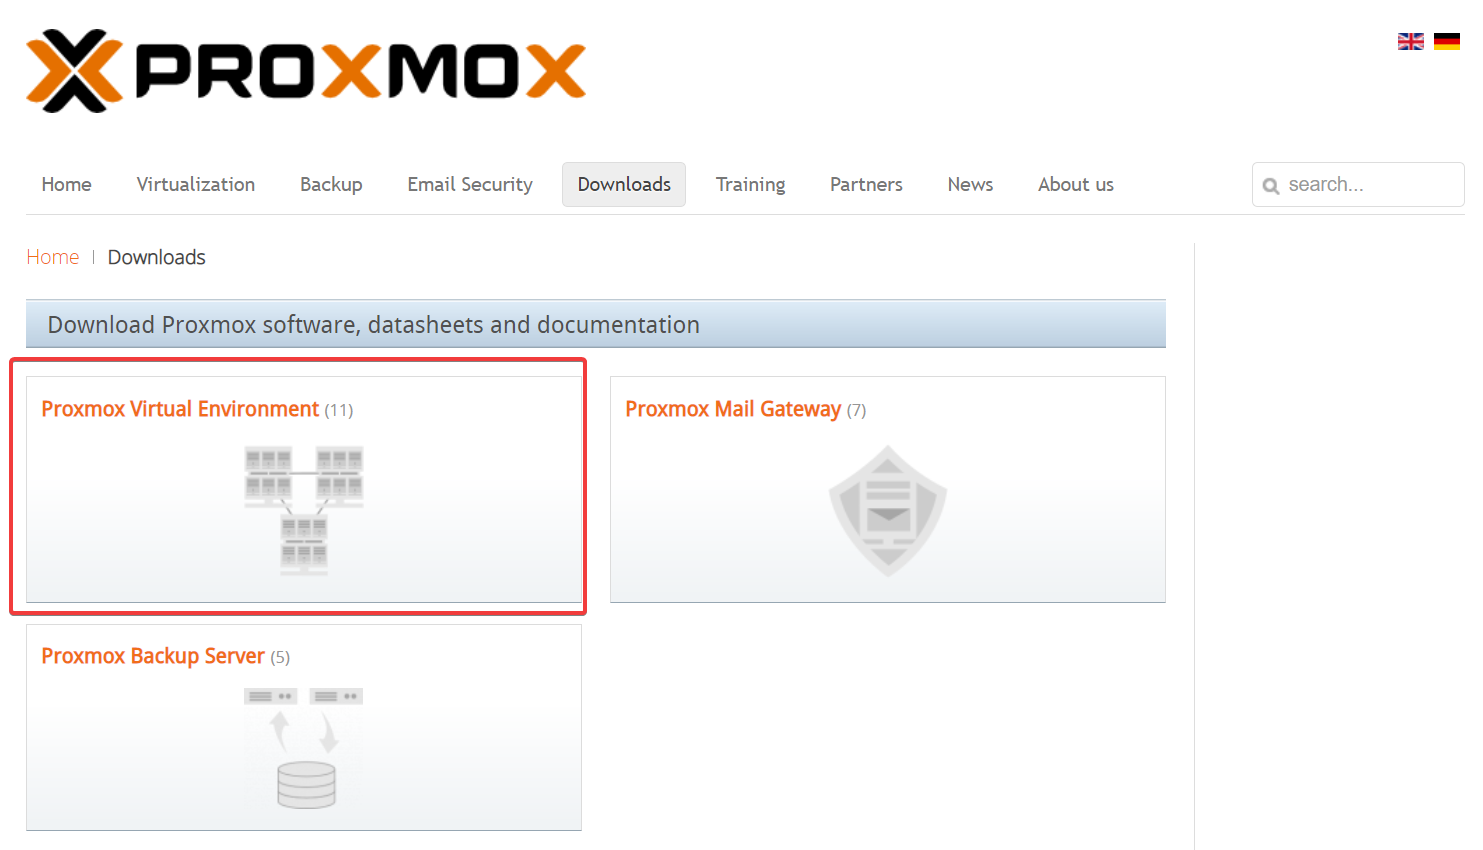 PROXMOX
Home Virtualization Backup Email Security Downloads Training Partners News About us search...
Home | Downloads
Download Proxmox software, datasheets and documentation
Proxmox Virtual Environment (11)
Proxmox Mail Gateway (7)
Proxmox Backup Server (5)